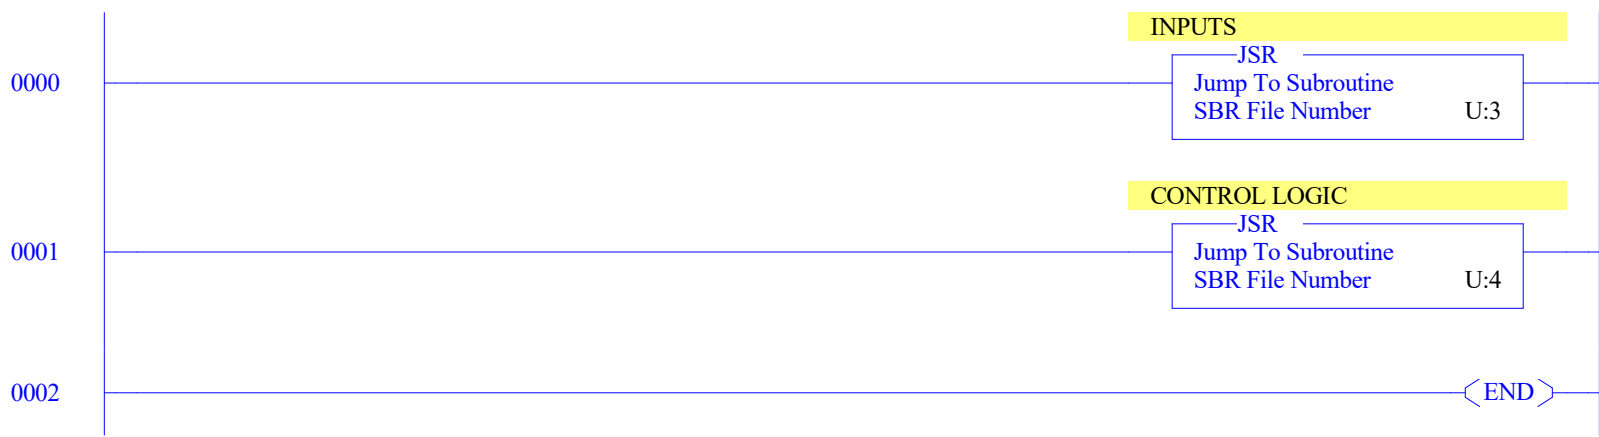 INPUTS
JSR
0000
Jump To Subroutine
SBR File Number U:3
CONTROL LOGIC
JSR
0001
Jump To Subroutine
SBR File Number U:4
0002
END